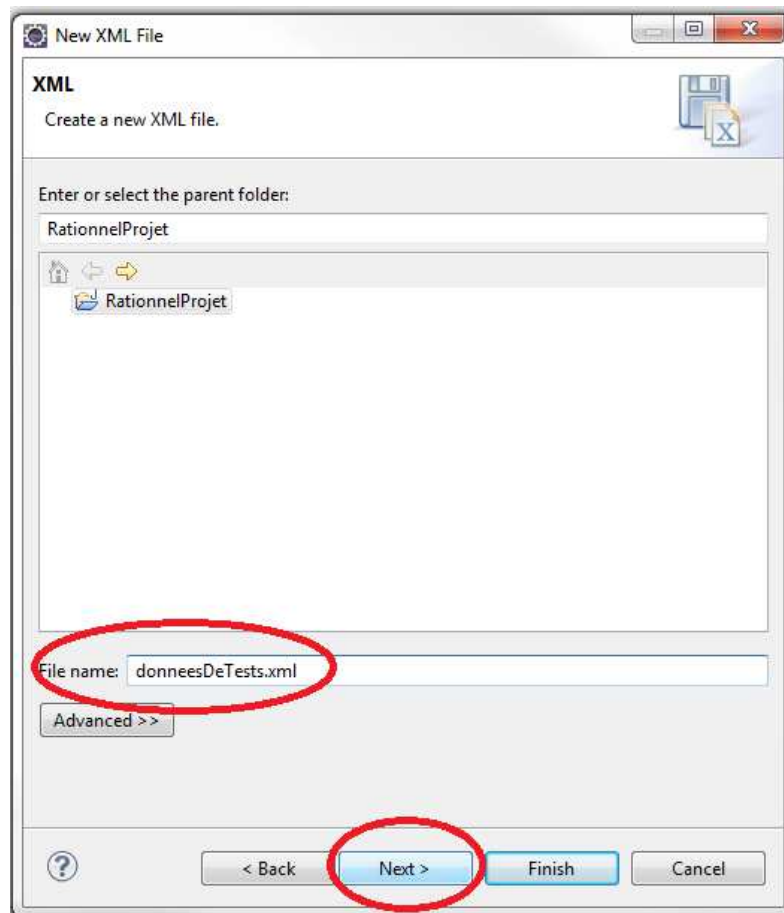 New XML File
XML
Create a new XML file.
Enter or select the parent folder:
RationnelProjet
RationnelProjet
File name: donneesDeTests.xml
Advanced >>
< Back Next > Finish Cancel